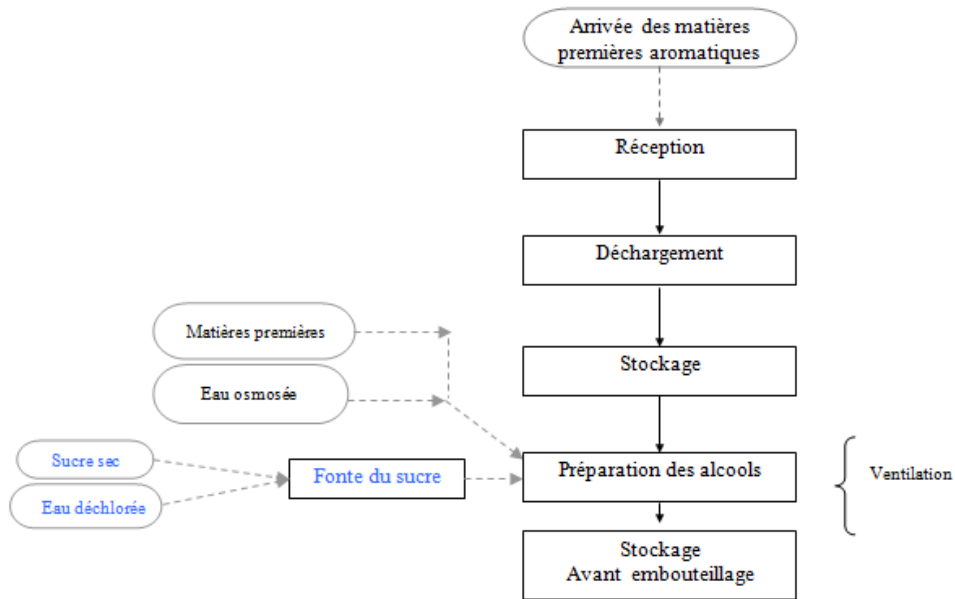 Arrivée des matières
premières aromatiques
Réception
Déchargement
Stockage
Matières premières
Eau osmosée
Sucre sec
Eau déchlorée
Fonte du sucre
Préparation des alcools
Ventilation
Stockage
Avant embouteillage